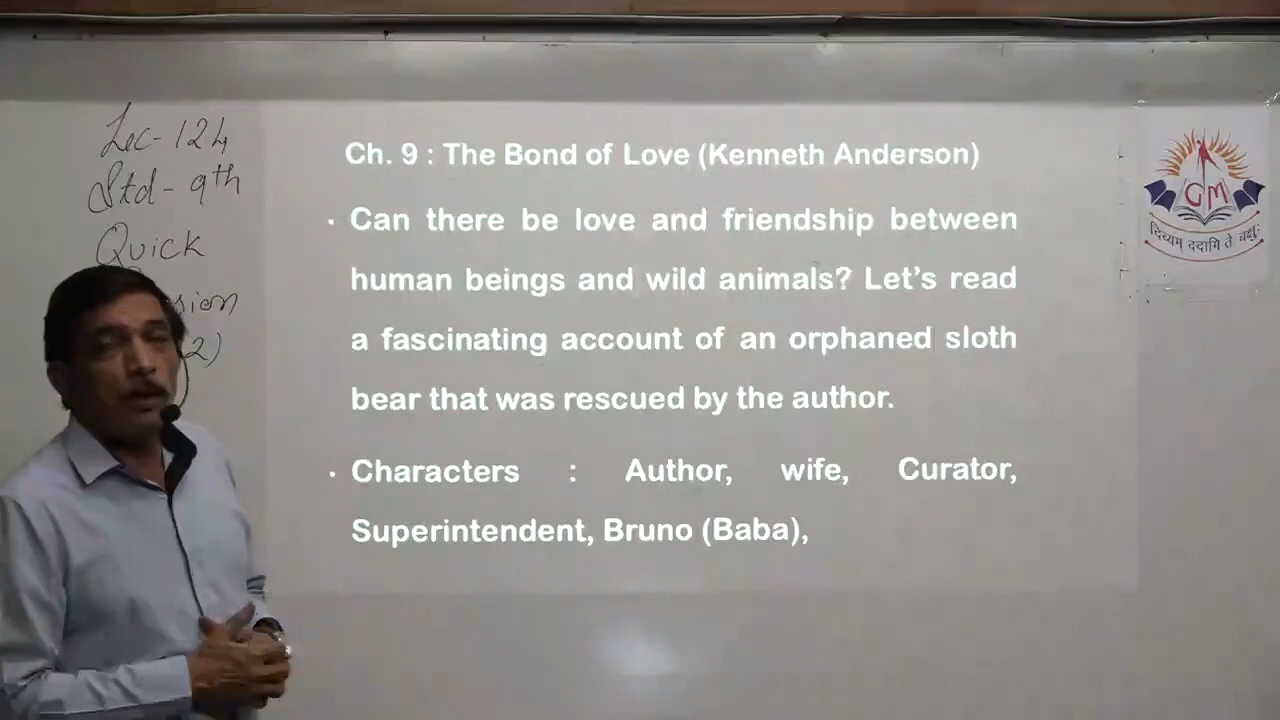 Lec-124
Std-9th
Quick
2)
Ch. 9 : The Bond of Love (Kenneth Anderson)
· Can there be love and friendship between
human beings and wild animals? Let's read
a fascinating account of an orphaned sloth
bear that was rescued by the author.
· Characters : Author, wife, Curator,
Superintendent, Bruno (Baba),
GM
दिव्यम ददामि ते चक्षुः